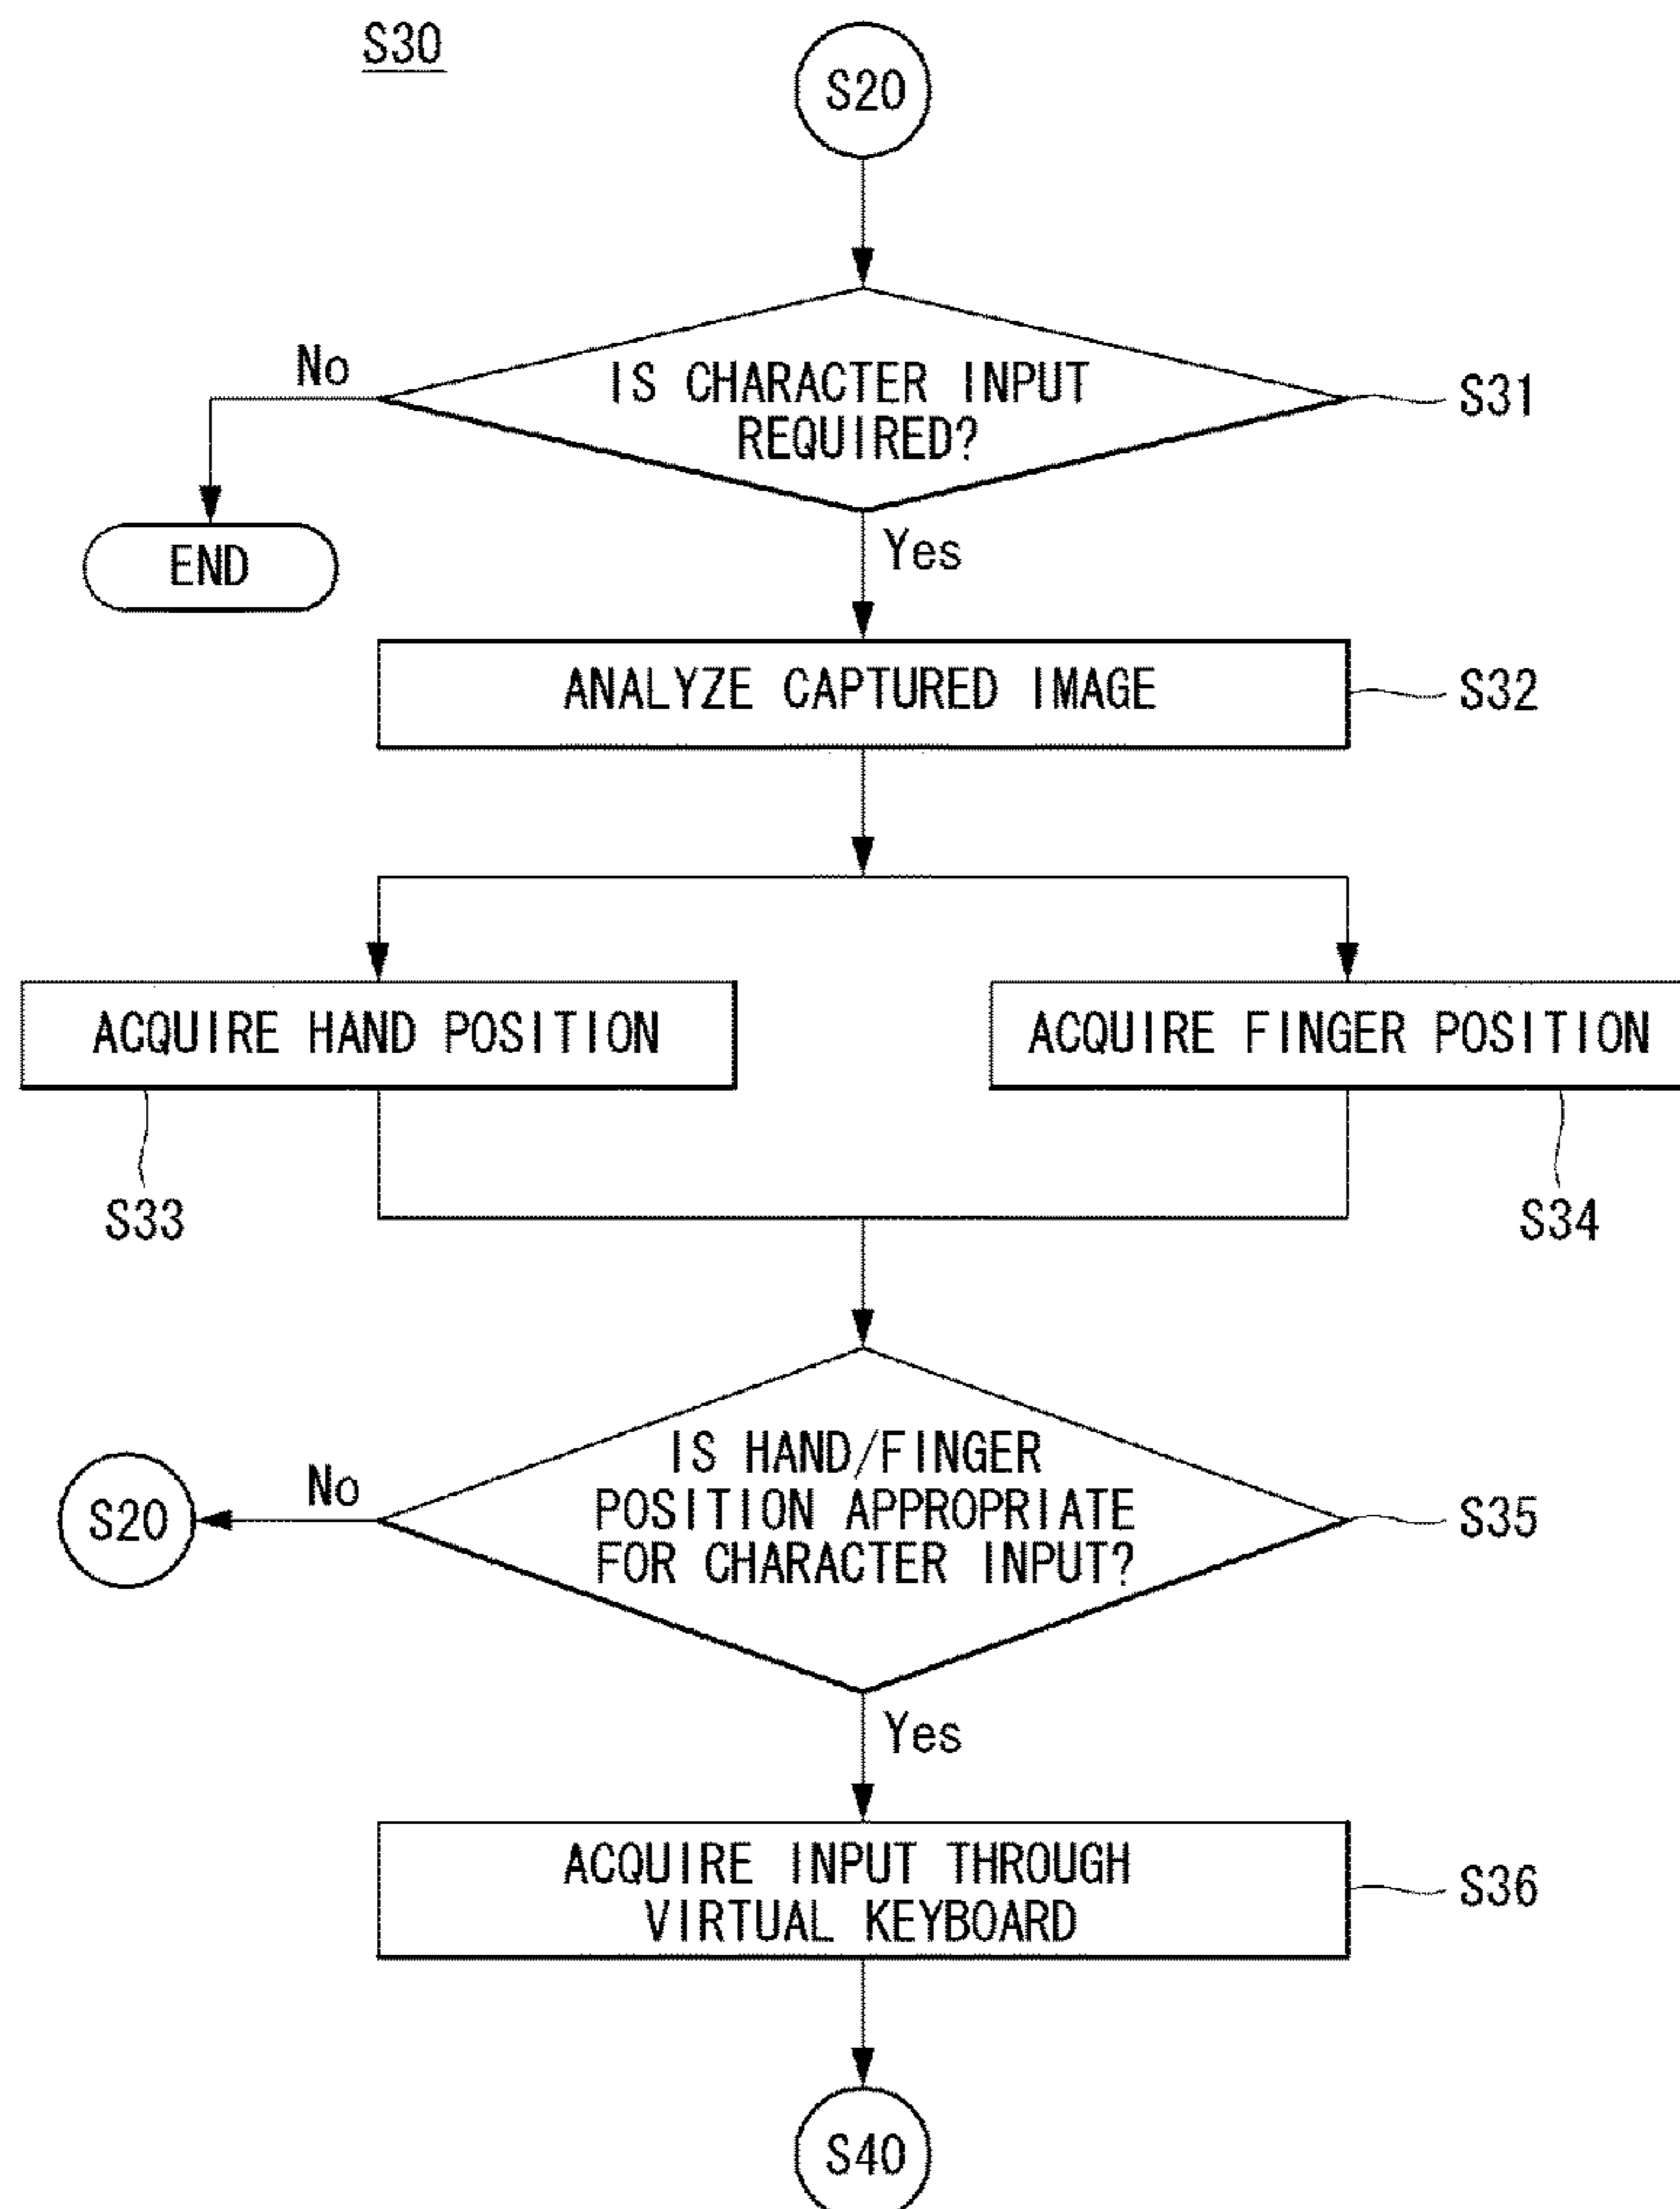 S30
S20
No
IS CHARACTER INPUT
REQUIRED?
S31
END
Yes
ANALYZE CAPTURED IMAGE
S32
ACQUIRE HAND POSITION
ACQUIRE FINGER POSITION
S33
S34
IS HAND/FINGER
POSITION APPROPRIATE
FOR CHARACTER INPUT?
S20
No
S35
Yes
ACQUIRE INPUT THROUGH
VIRTUAL KEYBOARD
S36
S40